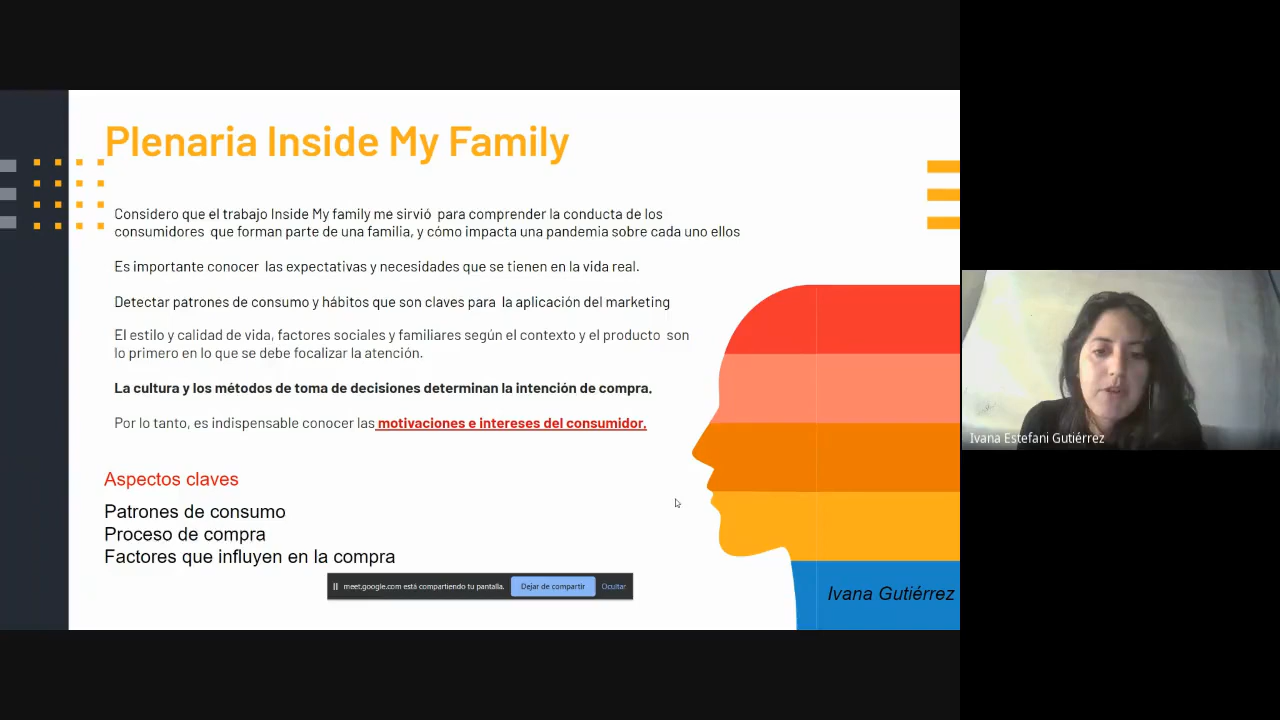 Plenaria Inside My Family
Considero que el trabajo Inside My family me sirvió para comprender la conducta de los
consumidores que forman parte de una familia, y cómo impacta una pandemia sobre cada uno ellos
Es importante conocer las expectativas y necesidades que se tienen en la vida real.
Detectar patrones de consumo y hábitos que son claves para la aplicación del marketing
El estilo y calidad de vida, factores sociales y familiares según el contexto y el producto son
lo primero en lo que se debe focalizar la atención.
La cultura y los métodos de toma de decisiones determinan la intención de compra.
Por lo tanto, es indispensable conocer las motivaciones e intereses del consumidor.
Aspectos claves
Patrones de consumo
Proceso de compra
Factores que influyen en la compra
meet.google.com está compartiendo tu pantalla. Dejar de compartir Ocultar
Ivana Gutiérrez
Ivana Estefani Gutiérrez